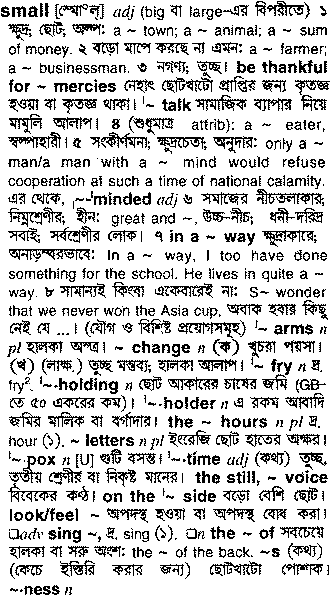 small [স্মোৗল্] adj (big বা large-এর বিপরীতে) ১
ক্ষুদ্র, ছোট, অল্প: a ~ town; a ~ animal; a ~ sum
of money. ২ বড়ো মাপে করছে না এমন: a ~ farmer;
a ~ businessman. ৩ নগণ্য; তুচ্ছ। be thankful
for ~ mercies নেহাৎ ছোটখাটো প্রাপ্তির জন্য কৃতজ্ঞ
হওয়া বা কৃতজ্ঞ থাকা। ˈ~ talk সামাজিক ব্যাপার নিয়ে
মামুলি আলাপ। ৪ (শুধুমাত্র attrib): a ~ eater,
স্বল্পাহারী। ৫ সংকীর্ণমনা; ক্ষুদ্রচেতা; অনুদার: only a ~
man/a man with a ~ mind would refuse
cooperation at such a time of national calamity.
এর থেকে, ˌ~-ˈminded adj ৬ সমাজের নীচতলাকার;
নিম্নশ্রেণীর; হীন: great and ~, উচ্চ-নীচ; ধনী-দরিদ্র
সবাই; সর্বশ্রেণীর লোক। ৭ in a ~ way ক্ষুদ্রাকারে;
অনাড়ম্বরভাবে: In a ~ way, I too have done
something for the school. He lives in quite a ~
way. ৮ সামান্যই কিংবা একেবারেই না: S~ wonder
that we never won the Asia cup, অবাক হবার কিছু
নেই যে ...। (যৌগ ও বিশিষ্ট প্রয়োগসমূহ) ˈ~ arms n
pl হালকা অস্ত্র। ~ change n (ক) খুচরা পয়সা।
(খ) (লাক্ষ.) তুচ্ছ মন্তব্য; হালকা আলাপ। ˈ~ fry n দ্র.
fry². ˈ~-holding n ছোট আকারের চাষের জমি (GB-
তে ৫০ একরের কম)। ˈ~-holder n এ রকম আবাদি
জমির মালিক বা বর্গাদার। the ~ hours n pl দ্র.
hour (১). ~ letters n pl ইংরেজি ছোট হাতের অক্ষর।
ˈ~.pox n [U] গুটি বসন্ত। ˈ~-time adj (কথ্য) তুচ্ছ,
তৃতীয় শ্রেণীর বা নিকৃষ্ট মানের। the still, ~ voice
বিবেকের কণ্ঠ। on the ˈ~ side বড়ো বেশি ছোট।
look/feel ~ অপদস্থ হওয়া বা অপদস্থ বোধ করা।
□adv sing ~, দ্র. sing (১). □n the ~ of সবচেয়ে
হালকা বা সরু অংশ: the ~ of the back. ~s (কথ্য)
(কেচে ইস্তিরি করার জন্য) ছোটখাটো পোশাক।
~.ness n